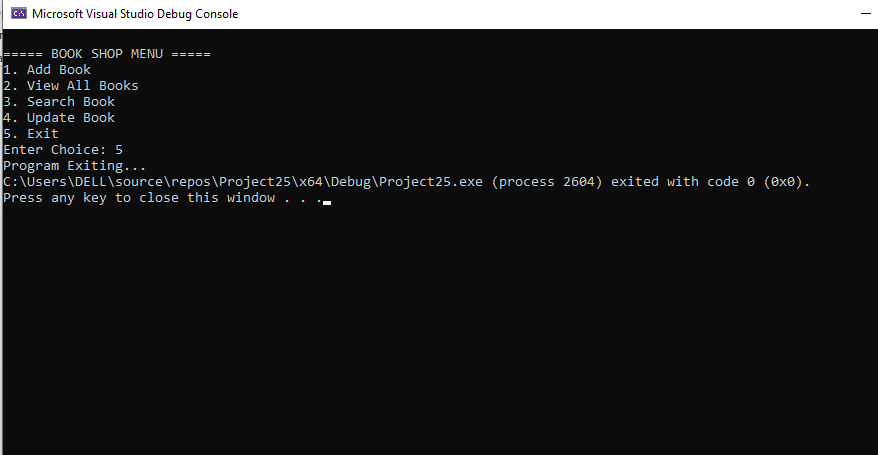 Microsoft Visual Studio Debug Console
===== BOOK SHOP MENU =====
1. Add Book
2. View All Books
3. Search Book
4. Update Book
5. Exit
Enter Choice: 5
Program Exiting...
C:\Users\DELL\source\repos\Project25\x64\Debug\Project25.exe (process 2604) exited with code 0 (0x0).
Press any key to close this window . . .